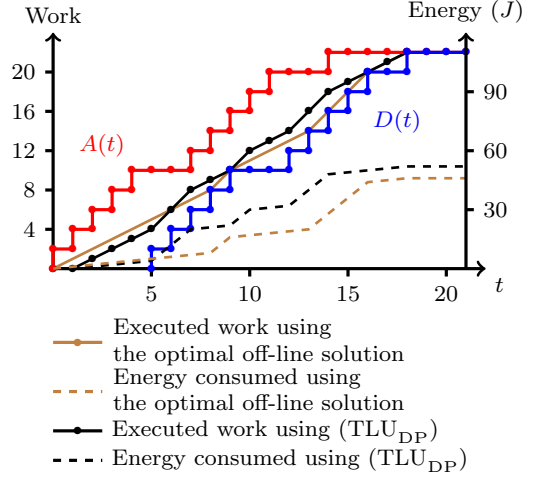 Work
Energy (J)
20
16
12
8
4
90
60
30
A(t)
D(t)
5
10
15
20
t
Executed work using
the optimal off-line solution
Energy consumed using
the optimal off-line solution
Executed work using (TLU_DP)
Energy consumed using (TLU_DP)